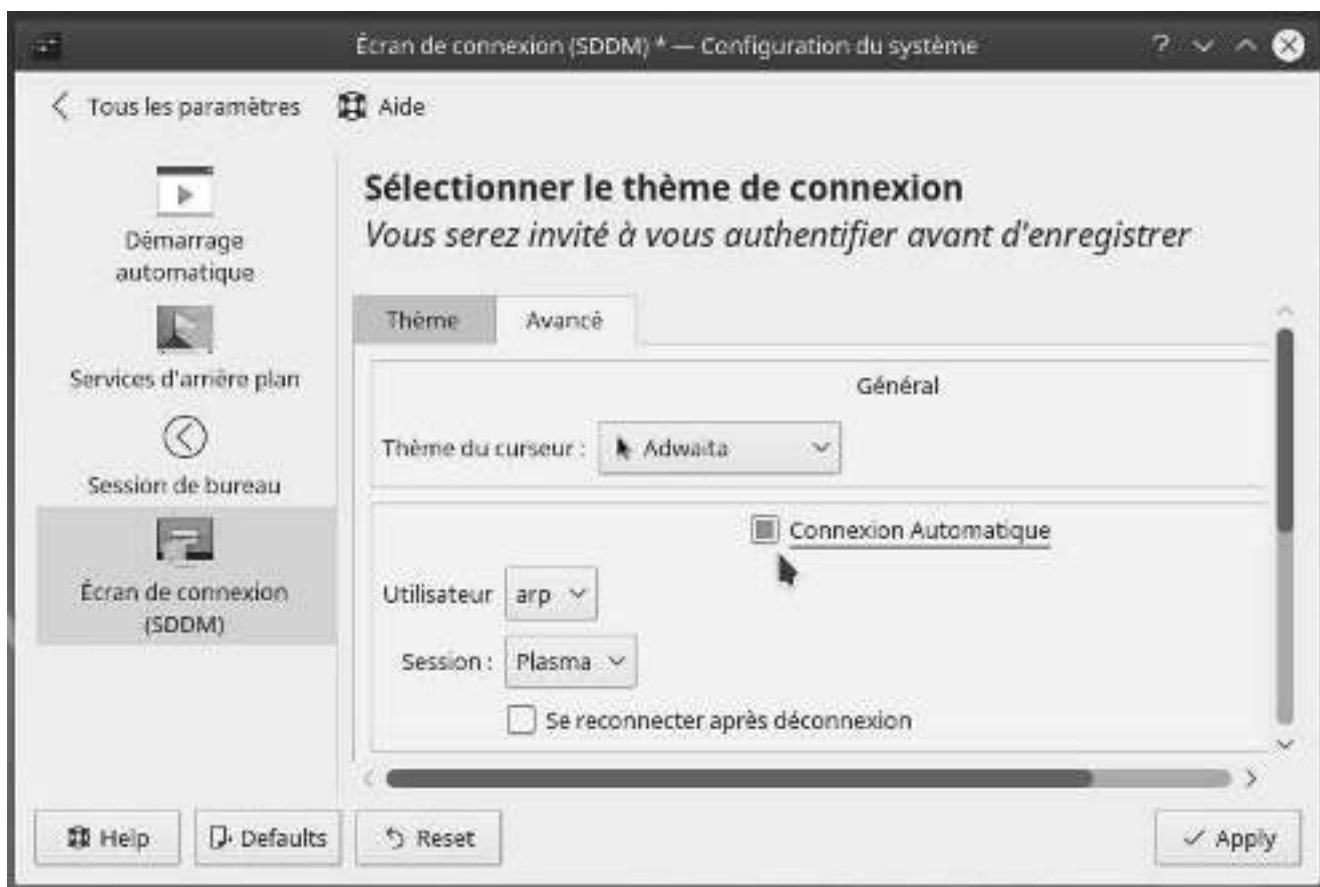 Écran de connexion (SDDM) * — Configuration du système
Tous les paramètres
Aide
Démarrage
automatique
Services d'arrière plan
Session de bureau
Écran de connexion
(SDDM)
Sélectionner le thème de connexion
Vous serez invité à vous authentifier avant d'enregistrer
Thème
Avancé
Général
Thème du curseur :
Adwaita
Connexion Automatique
Utilisateur
arp
Session :
Plasma
Se reconnecter après déconnexion
Help
Defaults
Reset
Apply